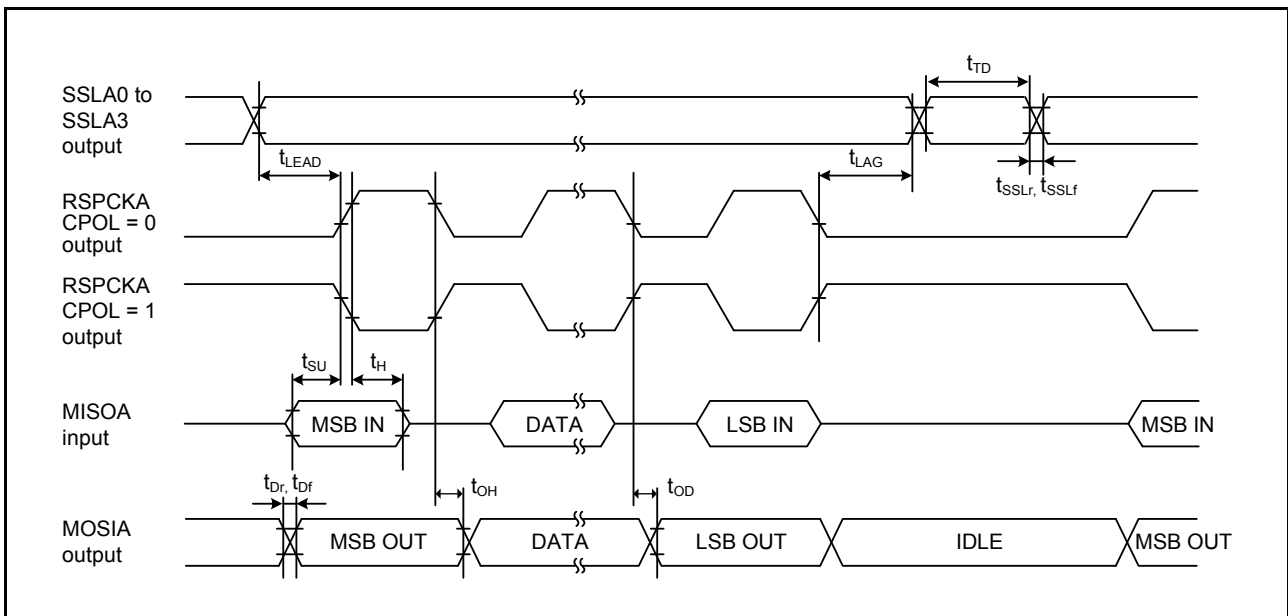 t_TD
SSLA0 to
SSLA3
output
t_LEAD
t_LAG
t_SSLr, t_SSLf
RSPCKA
CPOL = 0
output
RSPCKA
CPOL = 1
output
t_SU
t_H
MISOA
input
MSB IN
DATA
LSB IN
MSB IN
t_Dr, t_Df
t_OH
t_OD
MOSIA
output
MSB OUT
DATA
LSB OUT
IDLE
MSB OUT